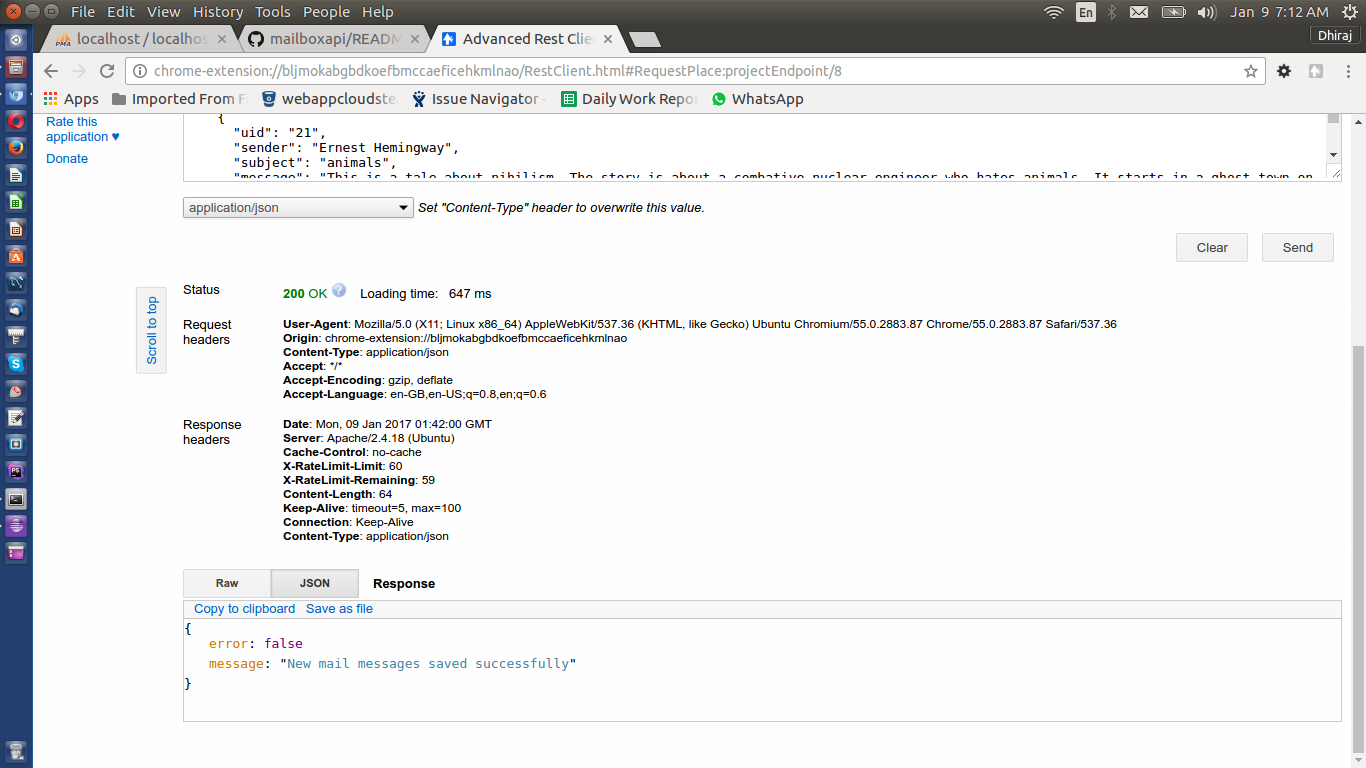 File Edit View History Tools People Help
En
Jan 9 7:12 AM
localhost / localhos
mailboxapi/READM
Advanced Rest Clie
Dhiraj
chrome-extension://bljmokabgbdkoefbmccaeficehkmlnao/RestClient.html#RequestPlace:projectEndpoint/8
Apps
Imported From F
webappcloudste
Issue Navigator -
Daily Work Repor
WhatsApp
Rate this
application ♥
Donate
{
"uid": "21",
"sender": "Ernest Hemingway",
"subject": "animals",
"message": "This is a tale about nihilism. The story is about a combative nuclear engineer who hates animals. It starts in a ghost town on
application/json
Set "Content-Type" header to overwrite this value.
Clear
Send
Scroll to top
Status
200 OK
Loading time: 647 ms
Request
headers
User-Agent: Mozilla/5.0 (X11; Linux x86_64) AppleWebKit/537.36 (KHTML, like Gecko) Ubuntu Chromium/55.0.2883.87 Chrome/55.0.2883.87 Safari/537.36
Origin: chrome-extension://bljmokabgbdkoefbmccaeficehkmlnao
Content-Type: application/json
Accept: */*
Accept-Encoding: gzip, deflate
Accept-Language: en-GB,en-US;q=0.8,en;q=0.6
Response
headers
Date: Mon, 09 Jan 2017 01:42:00 GMT
Server: Apache/2.4.18 (Ubuntu)
Cache-Control: no-cache
X-RateLimit-Limit: 60
X-RateLimit-Remaining: 59
Content-Length: 64
Keep-Alive: timeout=5, max=100
Connection: Keep-Alive
Content-Type: application/json
Raw
JSON
Response
Copy to clipboard
Save as file
{
error: false
message: "New mail messages saved successfully"
}